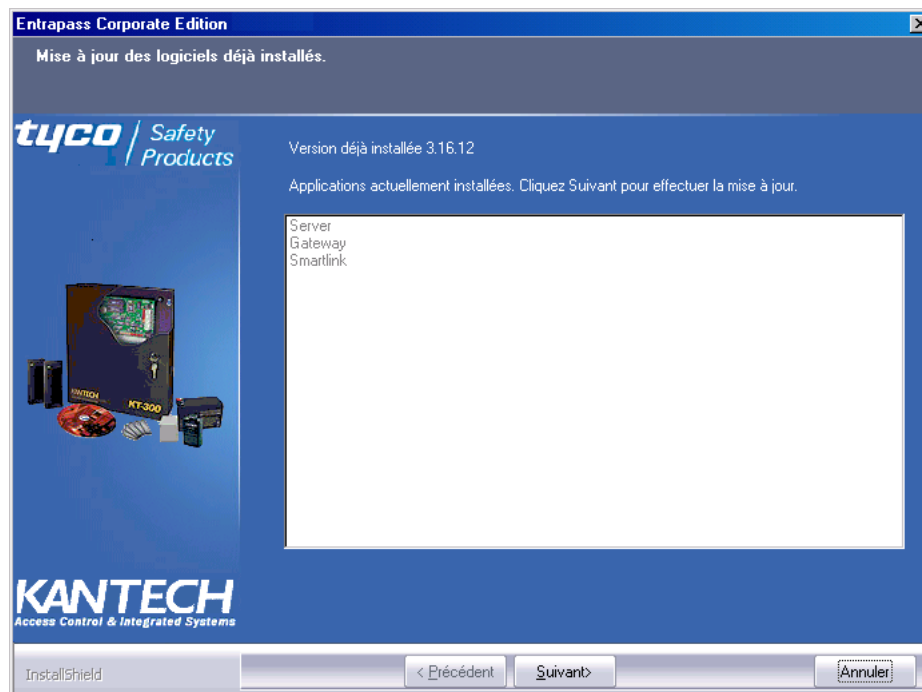 Entrapass Corporate Edition
Mise à jour des logiciels déjà installés.
tyco / Safety
Products
Version déjà installée 3.16.12
Applications actuellement installées. Cliquez Suivant pour effectuer la mise à jour.
Server
Gateway
Smartlink
KANTECH
KT-300
KANTECH
Access Control & Integrated Systems
InstallShield
< Précédent
Suivant>
Annuler